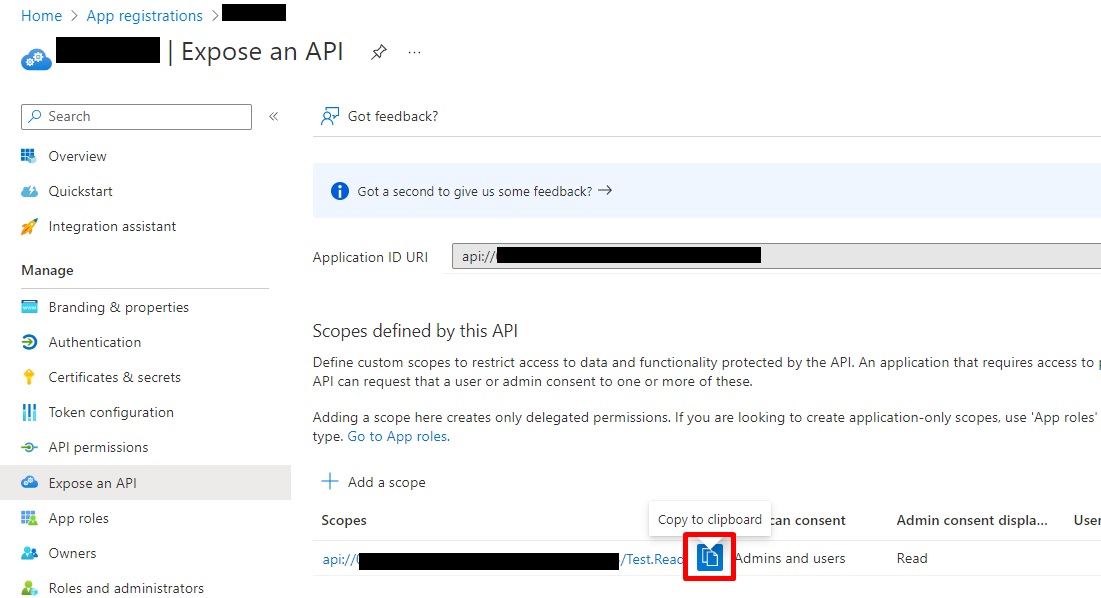 Home > App registrations >
| Expose an API
Search
«
Overview
Quickstart
Integration assistant
Manage
Branding & properties
Authentication
Certificates & secrets
Token configuration
API permissions
Expose an API
App roles
Owners
Roles and administrators
Got feedback?
Got a second to give us some feedback? →
Application ID URI
api://
Scopes defined by this API
Define custom scopes to restrict access to data and functionality protected by the API. An application that requires access to
API can request that a user or admin consent to one or more of these.
Adding a scope here creates only delegated permissions. If you are looking to create application-only scopes, use 'App roles'
type. Go to App roles.
+ Add a scope
Copy to clipboard
Scopes can consent Admin consent displa... User
api:// /Test.Read Admins and users Read